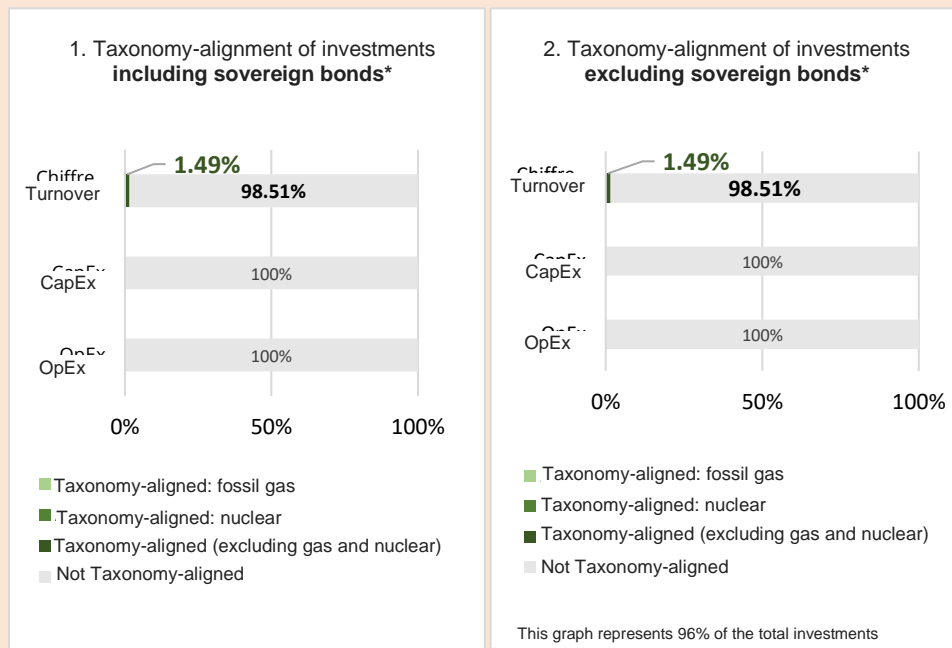 1. Taxonomy-alignment of investments
including sovereign bonds*
1.49%
Chiffre
Turnover
98.51%
CapEx
CapEx
100%
OpEx
OpEx
100%
0% 50% 100%
Taxonomy-aligned: fossil gas
Taxonomy-aligned: nuclear
Taxonomy-aligned (excluding gas and nuclear)
Not Taxonomy-aligned
2. Taxonomy-alignment of investments
excluding sovereign bonds*
1.49%
Chiffre
Turnover
98.51%
CapEx
CapEx
100%
OpEx
OpEx
100%
0% 50% 100%
Taxonomy-aligned: fossil gas
Taxonomy-aligned: nuclear
Taxonomy-aligned (excluding gas and nuclear)
Not Taxonomy-aligned
This graph represents 96% of the total investments